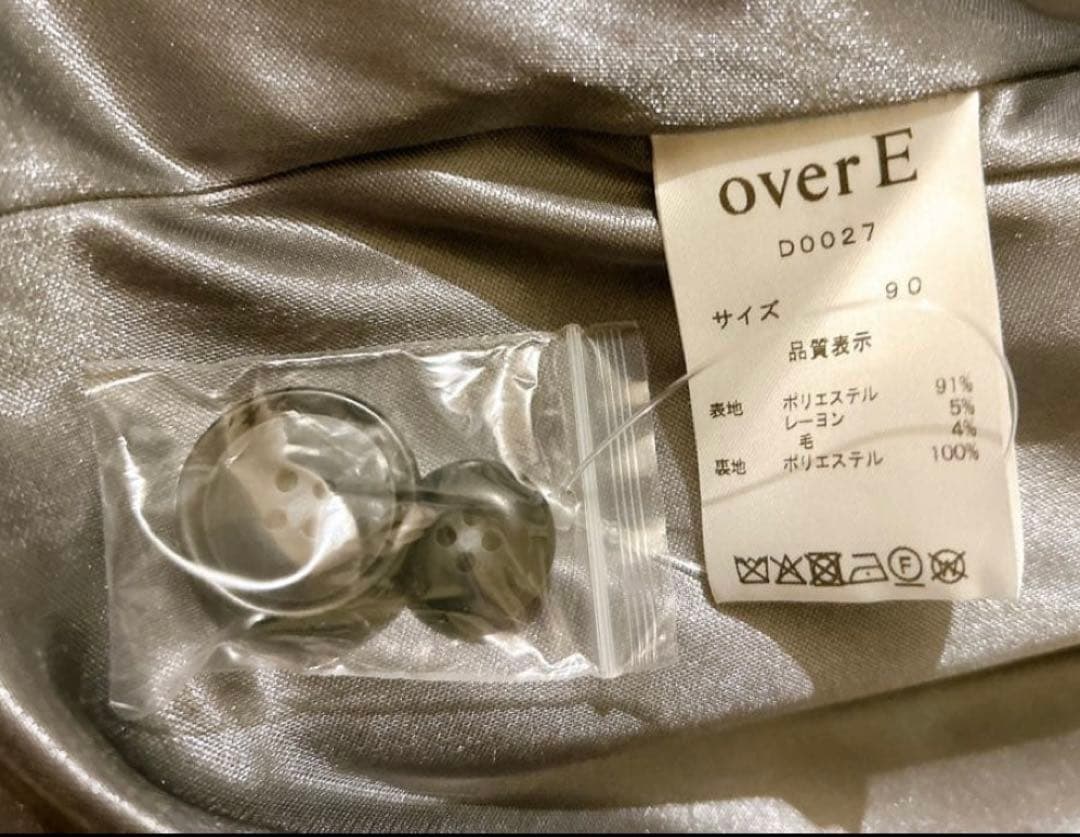 over E
D0027
サイズ 90
品質表示
表地 ポリエステル 91%
レーヨン 5%
毛 4%
裏地 ポリエステル 100%
F W